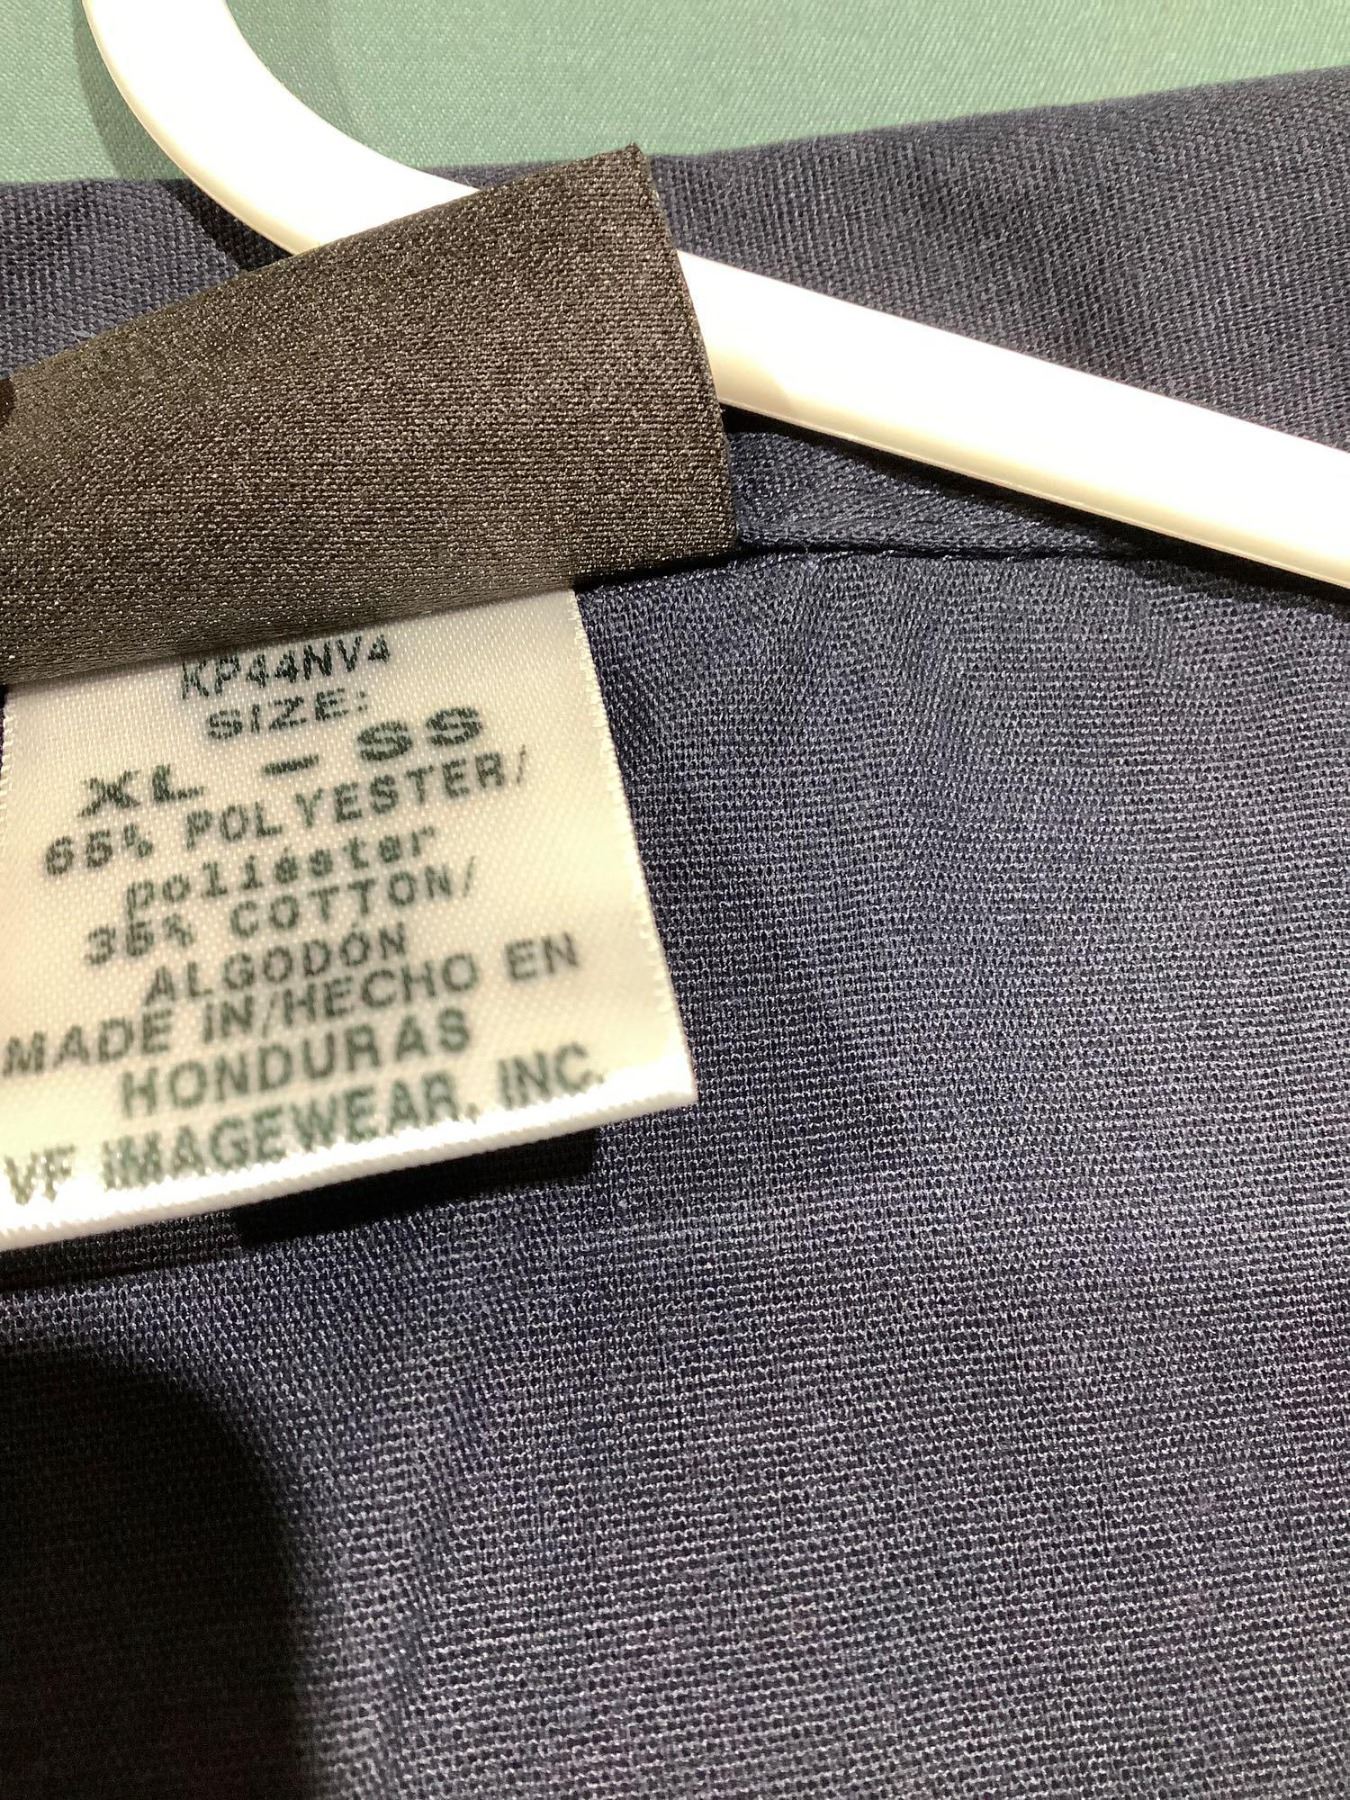 KP44NV4
SIZE:
XL - SS
65% POLYESTER/
poliéster
35% COTTON/
ALGODÓN
MADE IN/HECHO EN
HONDURAS
VF IMAGEWEAR, INC.